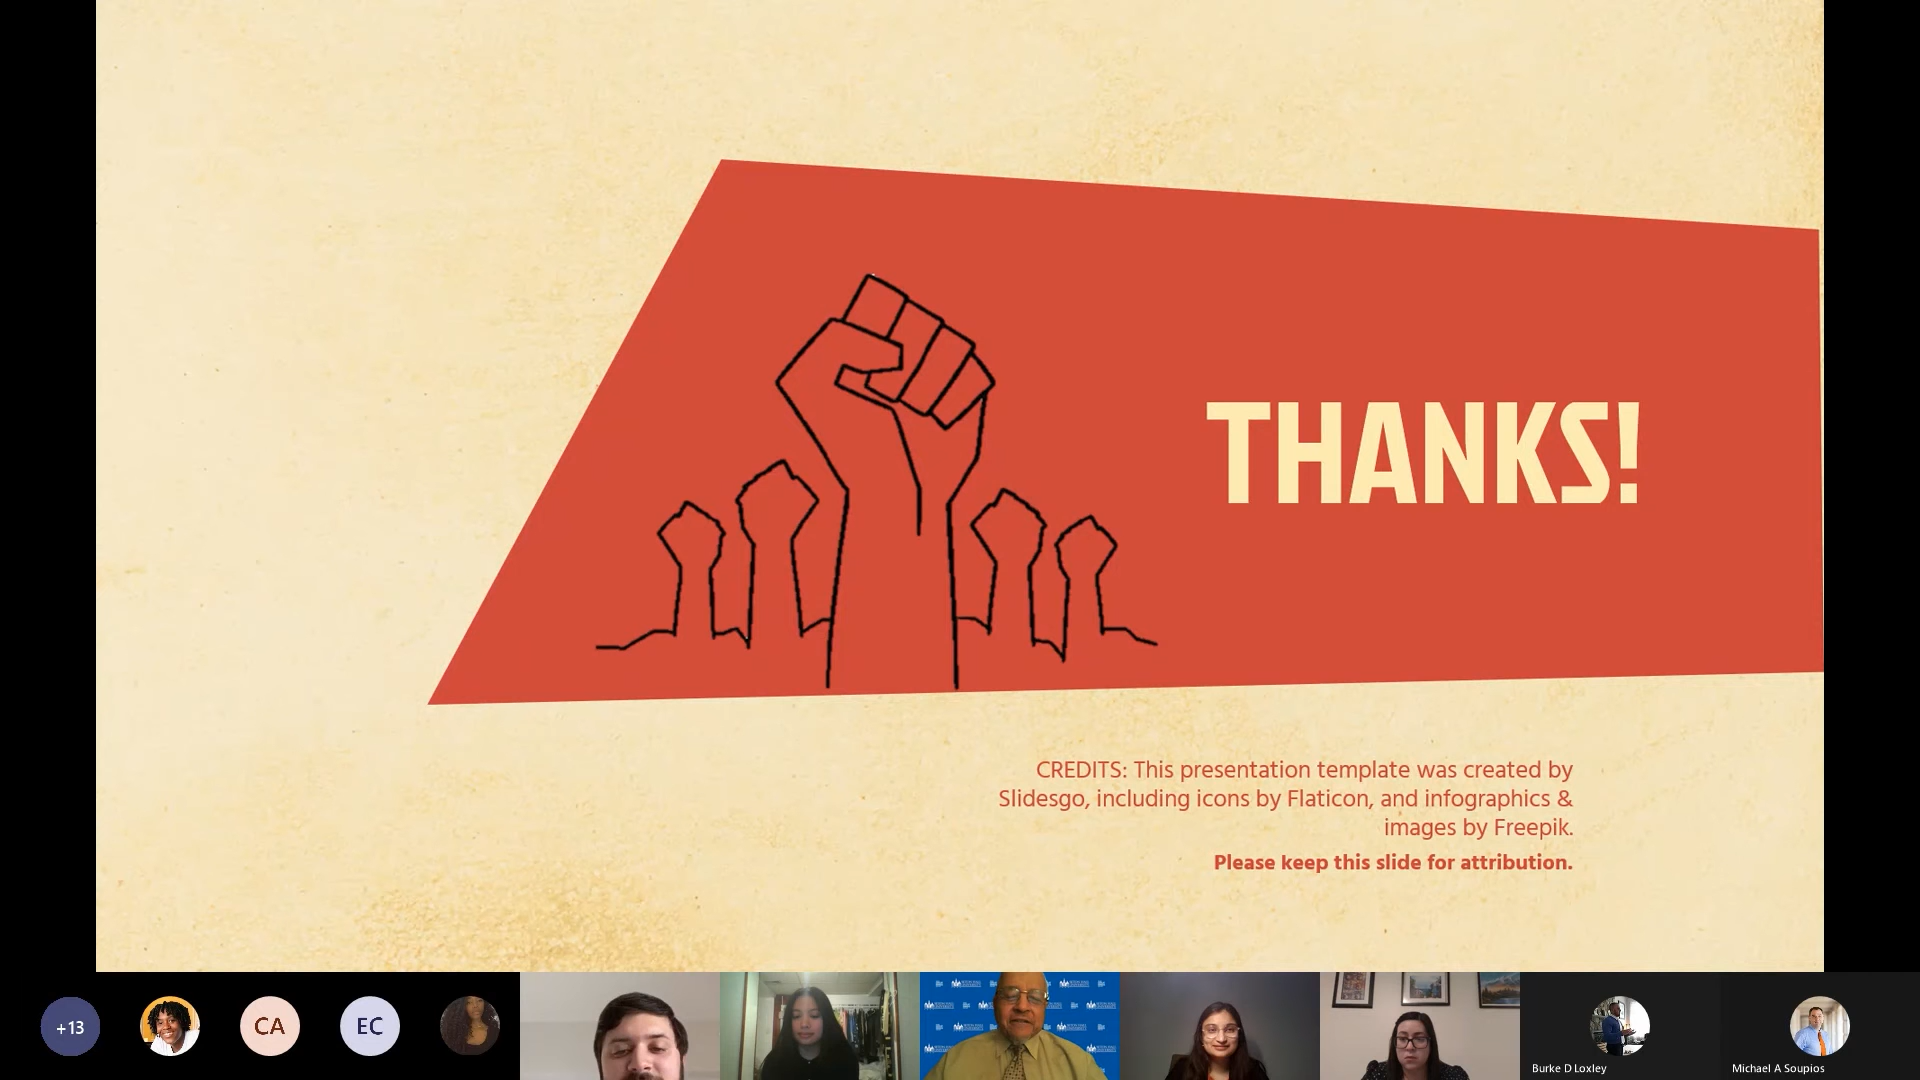 THANKS!
CREDITS: This presentation template was created by
Slidesgo, including icons by Flaticon, and infographics &
images by Freepik.
Please keep this slide for attribution.
+13
CA
EC
Burke D Loxley
Michael A Soupios